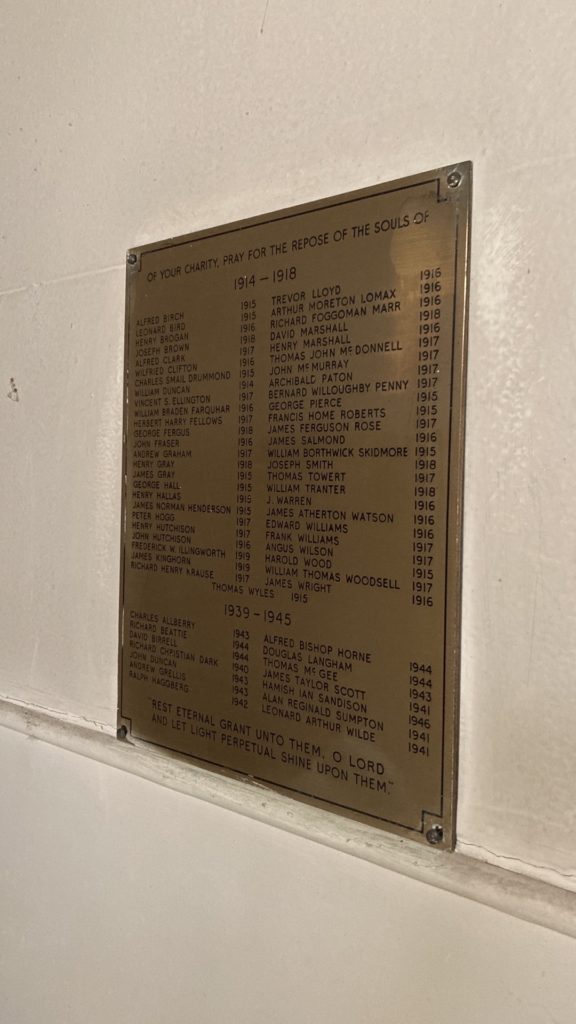 OF YOUR CHARITY, PRAY FOR THE REPOSE OF THE SOULS OF
1914 – 1918
ALFRED BIRCH 1915
LEONARD BIRD 1915
HENRY BROGAN 1916
JOSEPH BROWN 1918
ALFRED CLARK 1917
WILFRED CLIFTON 1916
CHARLES SMAIL DRUMMOND 1915
WILLIAM DUNCAN 1914
VINCENT S. ELLINGTON 1917
WILLIAM BRADEN FARQUHAR 1916
HERBERT HARRY FELLOWS 1917
GEORGE FERGUS 1918
JOHN FRASER 1916
ANDREW GRAHAM 1917
HENRY GRAY 1918
JAMES GRAY 1915
GEORGE HALL 1915
HENRY HALLAS 1915
JAMES NORMAN HENDERSON 1915
PETER HOGG 1917
HENRY HUTCHISON 1917
JOHN HUTCHISON 1916
FREDERICK W. ILLINGWORTH 1919
JAMES KINGHORN 1919
RICHARD HENRY KRAUSE 1917
TREVOR LLOYD 1916
ARTHUR MORETON LOMAX 1916
RICHARD FOGGOMAN MARR 1916
DAVID MARSHALL 1918
HENRY MARSHALL 1916
THOMAS JOHN McDONNELL 1917
JOHN McMURRAY 1917
ARCHIBALD PATON 1917
BERNARD WILLOUGHBY PENNY 1917
GEORGE PIERCE 1915
FRANCIS HOME ROBERTS 1915
JAMES FERGUSON ROSE 1917
JAMES SALMOND 1916
WILLIAM BORTHWICK SKIDMORE 1915
JOSEPH SMITH 1918
THOMAS TOWERT 1917
WILLIAM TRANTER 1918
J. WARREN 1916
JAMES ATHERTON WATSON 1916
EDWARD WILLIAMS 1916
FRANK WILLIAMS 1917
ANGUS WILSON 1917
HAROLD WOOD 1915
WILLIAM THOMAS WOODSELL 1917
JAMES WRIGHT 1916
THOMAS WYLES 1915
1939 – 1945
CHARLES ALLBERRY 1943
RICHARD BEATTIE 1944
DAVID BIRRELL 1944
RICHARD CHRISTIAN DARK 1940
JOHN DUNCAN 1943
ANDREW GRELLIS 1943
RALPH HAGGBERG 1942
ALFRED BISHOP HORNE 1944
DOUGLAS LANGHAM 1944
THOMAS McGEE 1943
JAMES TAYLOR SCOTT 1941
HAMISH IAN SANDISON 1946
ALAN REGINALD SUMPTON 1941
LEONARD ARTHUR WILDE 1941
"REST ETERNAL GRANT UNTO THEM, O LORD
AND LET LIGHT PERPETUAL SHINE UPON THEM."